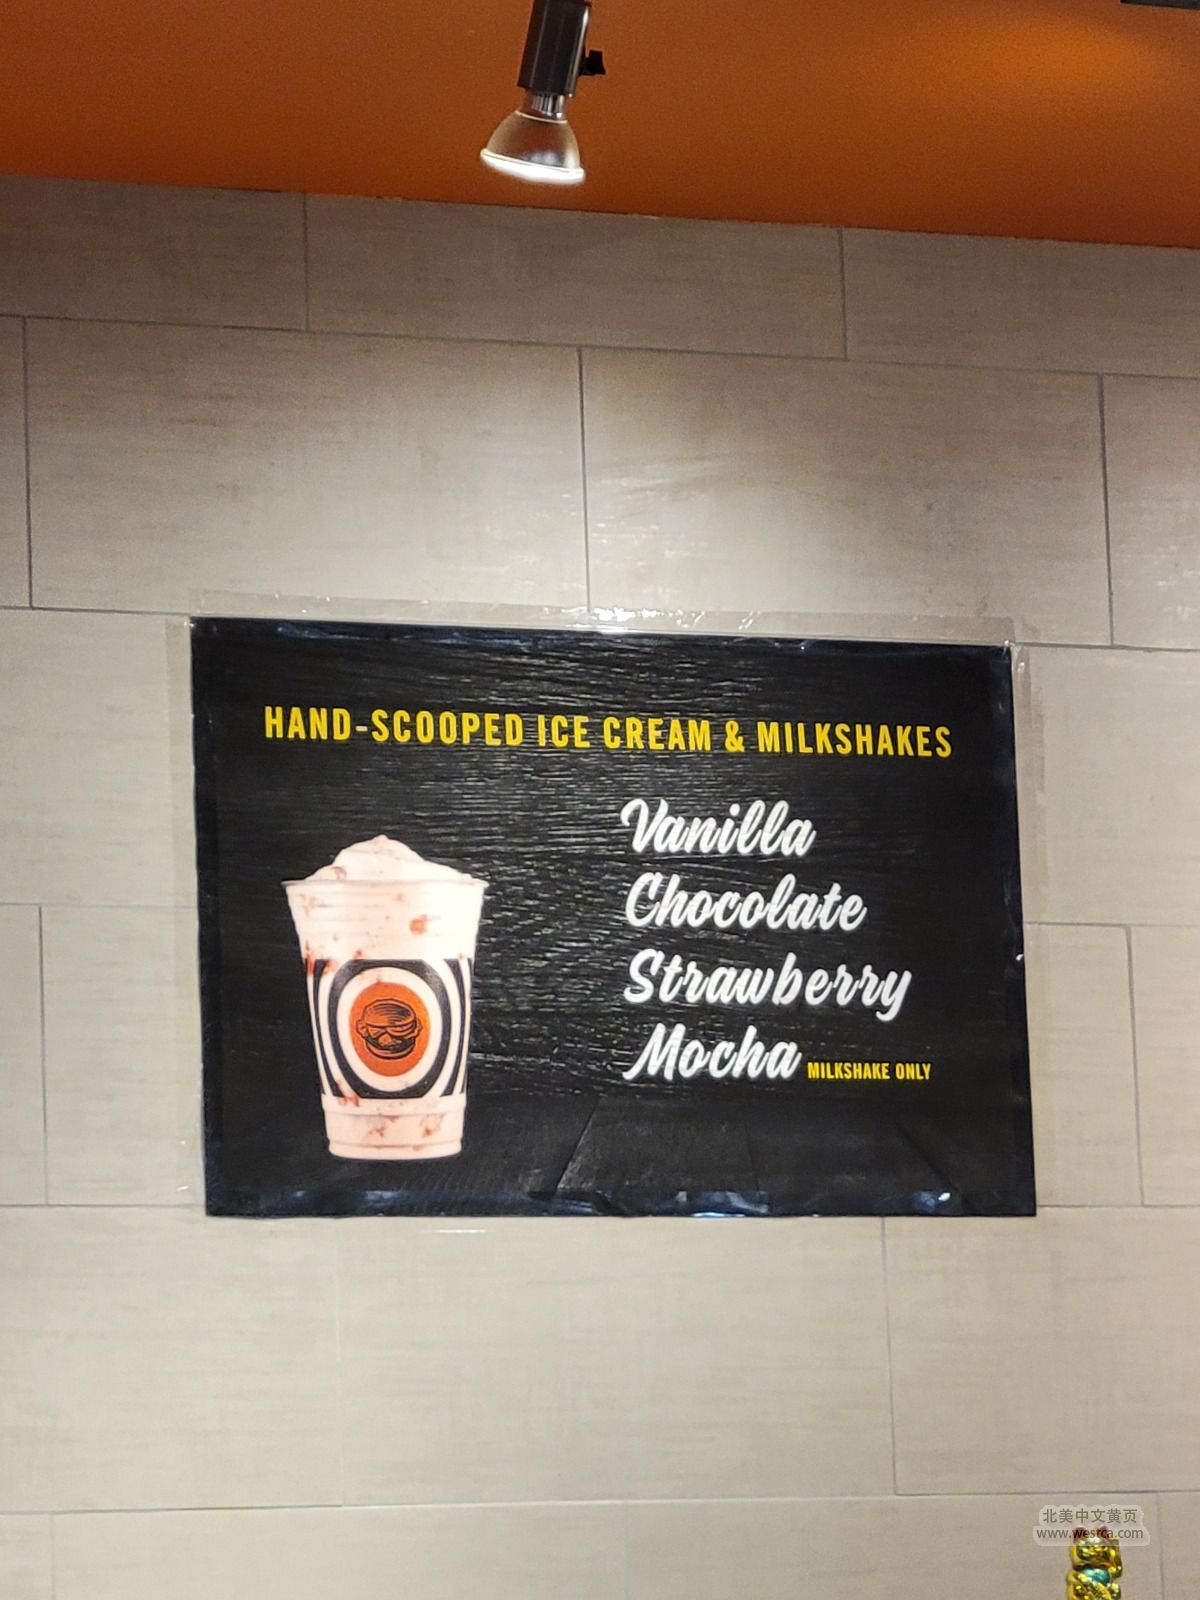 HAND-SCOOPED ICE CREAM & MILKSHAKES
Vanilla
Chocolate
Strawberry
Mocha MILKSHAKE ONLY
北美中文黄页
www.westca.com